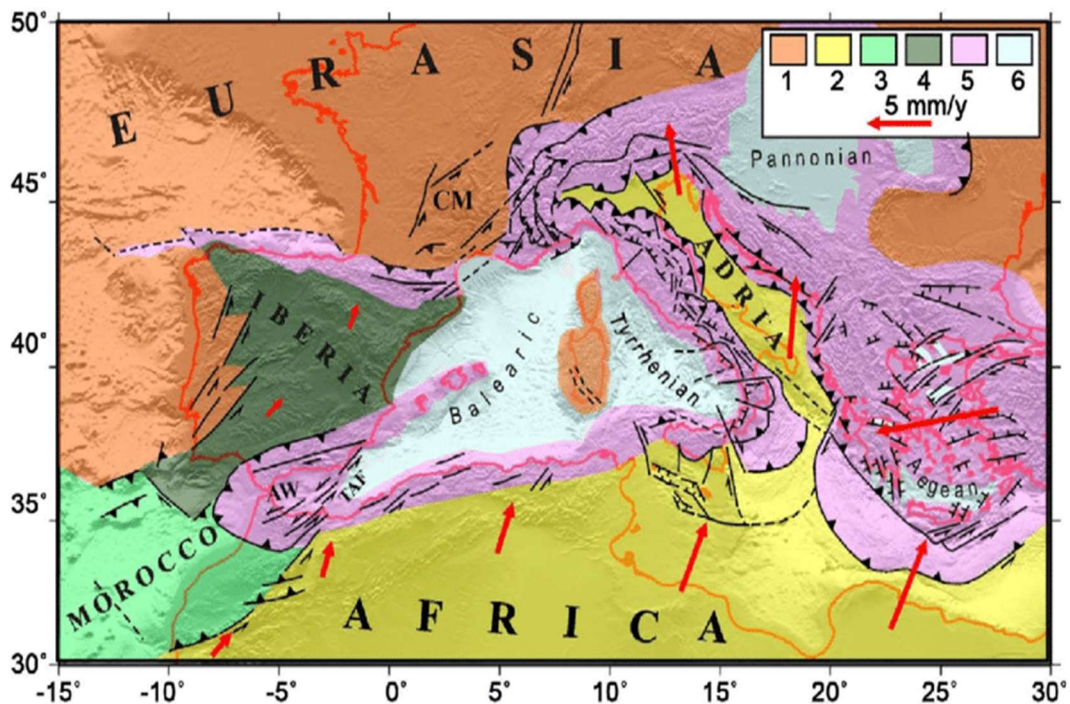 50°
45°
40°
35°
30°
-15°
-10°
-5°
0°
5°
10°
15°
20°
25°
30°
E U R A S I A
1 2 3 4 5 6
5 mm/y
Pannonian
CM
ADRIA
IBERIA
Balearic
Tyrrhenian
AW
TAF
Aegean
MOROCCO
AFRICA